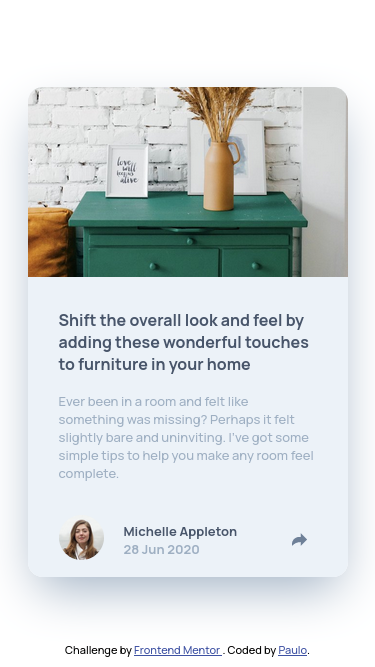 love
well
always
alive
Shift the overall look and feel by
adding these wonderful touches
to furniture in your home
Ever been in a room and felt like
something was missing? Perhaps it felt
slightly bare and uninviting. I've got some
simple tips to help you make any room feel
complete.
Michelle Appleton
28 Jun 2020
Challenge by Frontend Mentor . Coded by Paulo.